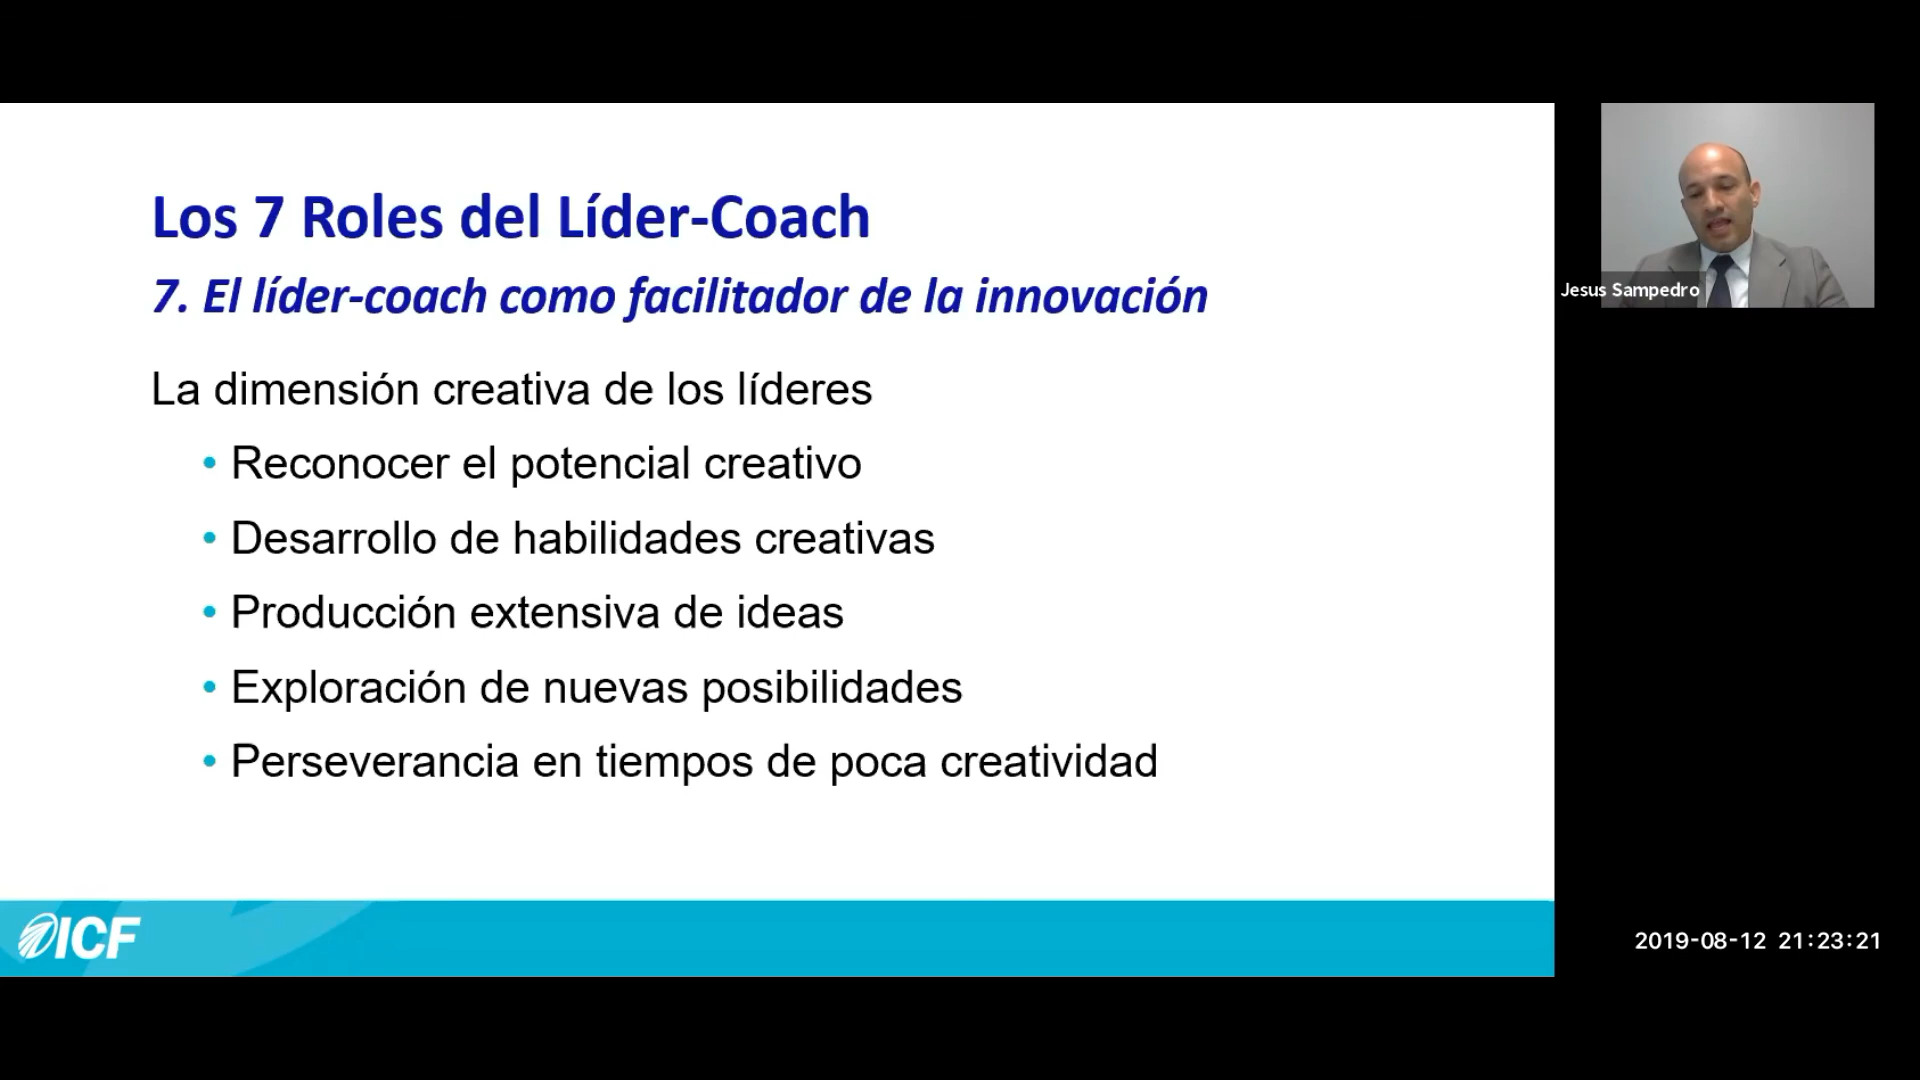 Los 7 Roles del Líder-Coach
7. El líder-coach como facilitador de la innovación
La dimensión creativa de los líderes
• Reconocer el potencial creativo
• Desarrollo de habilidades creativas
• Producción extensiva de ideas
• Exploración de nuevas posibilidades
• Perseverancia en tiempos de poca creatividad
ICF
Jesus Sampedro
2019-08-12 21:23:21